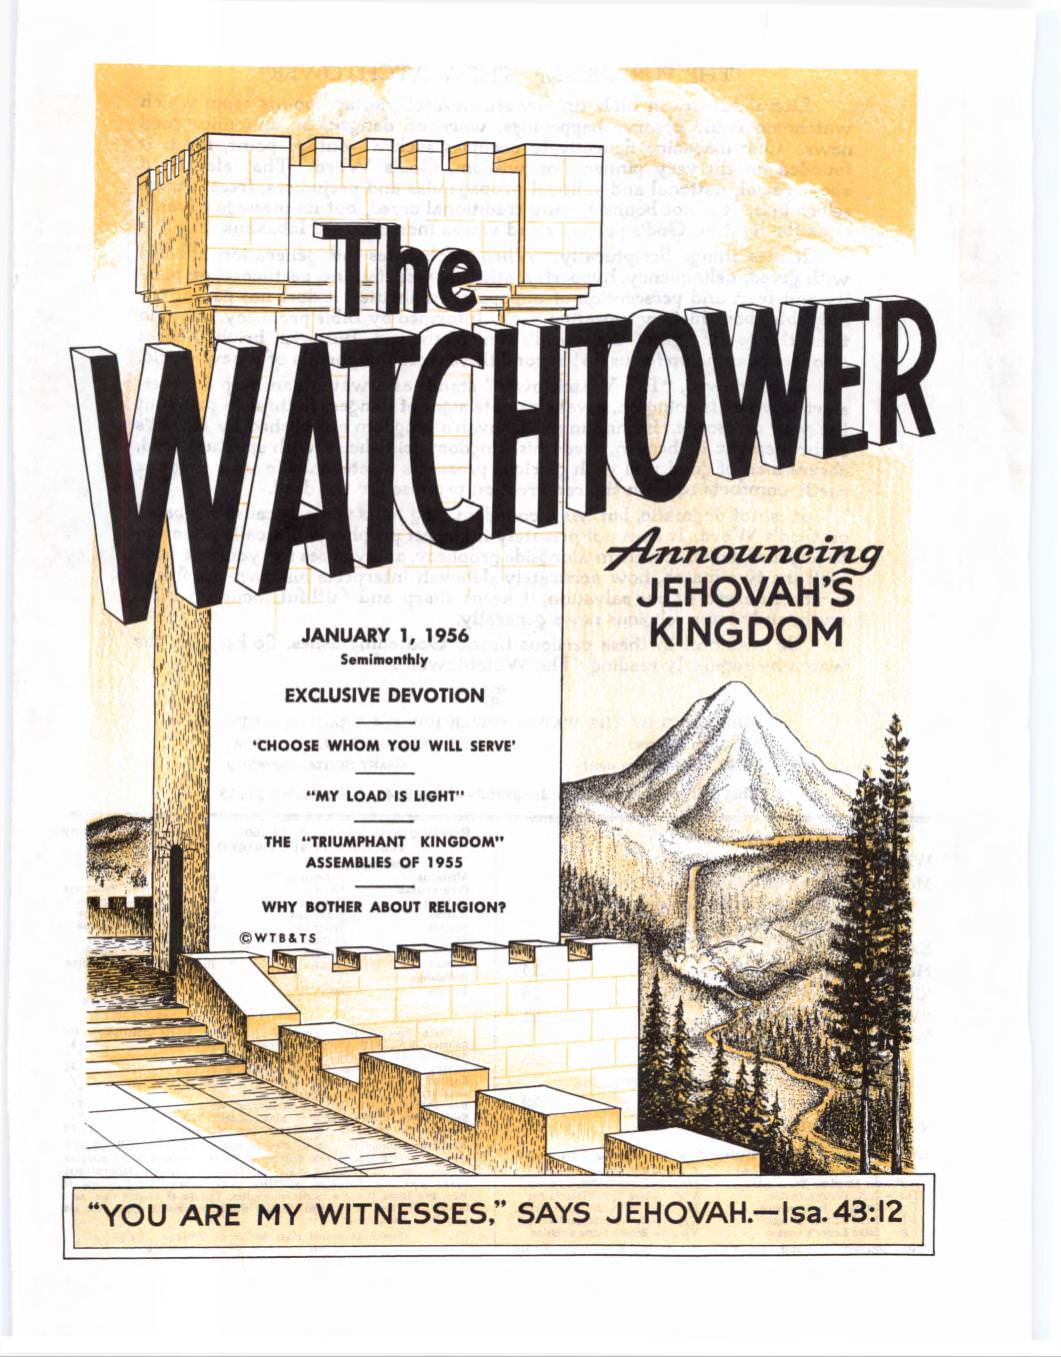 The
WATCHTOWER
Announcing
JEHOVAH'S
KINGDOM
JANUARY 1, 1956
Semimonthly
EXCLUSIVE DEVOTION
'CHOOSE WHOM YOU WILL SERVE'
"MY LOAD IS LIGHT"
THE "TRIUMPHANT KINGDOM"
ASSEMBLIES OF 1955
WHY BOTHER ABOUT RELIGION?
©WTB&TS
"YOU ARE MY WITNESSES," SAYS JEHOVAH.—Isa. 43:12